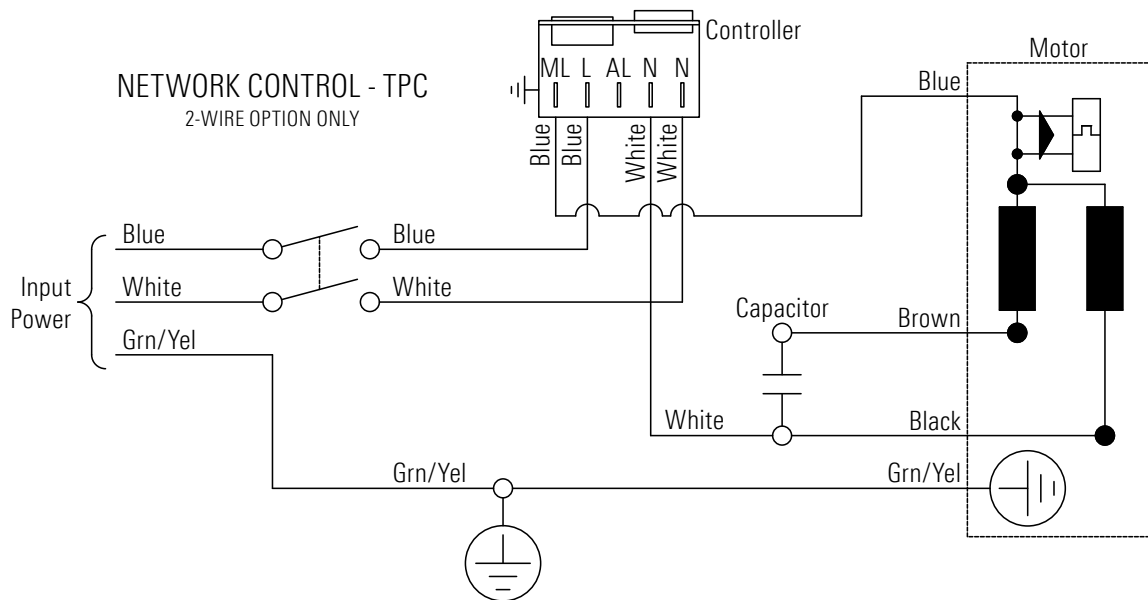 Controller
Motor
NETWORK CONTROL - TPC
2-WIRE OPTION ONLY
ML L AL N N
Blue
Blue
Blue
White
White
Blue
Blue
Input
Power
White
White
Grn/Yel
Capacitor
Brown
White
Black
Grn/Yel
Grn/Yel